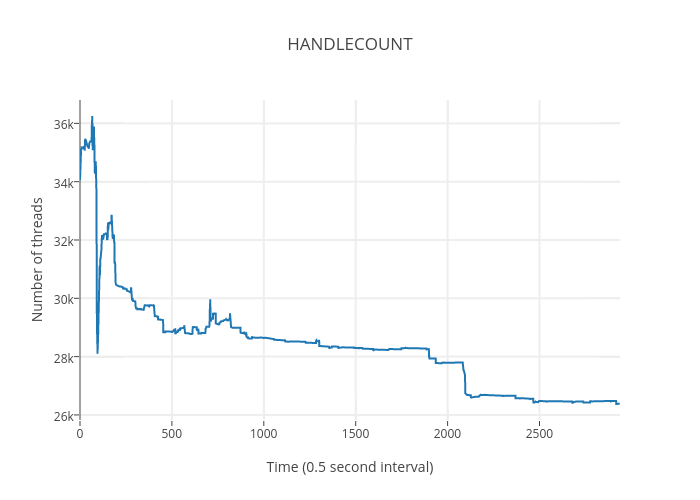 HANDLECOUNT
Number of threads
36k
34k
32k
30k
28k
26k
0 500 1000 1500 2000 2500
Time (0.5 second interval)